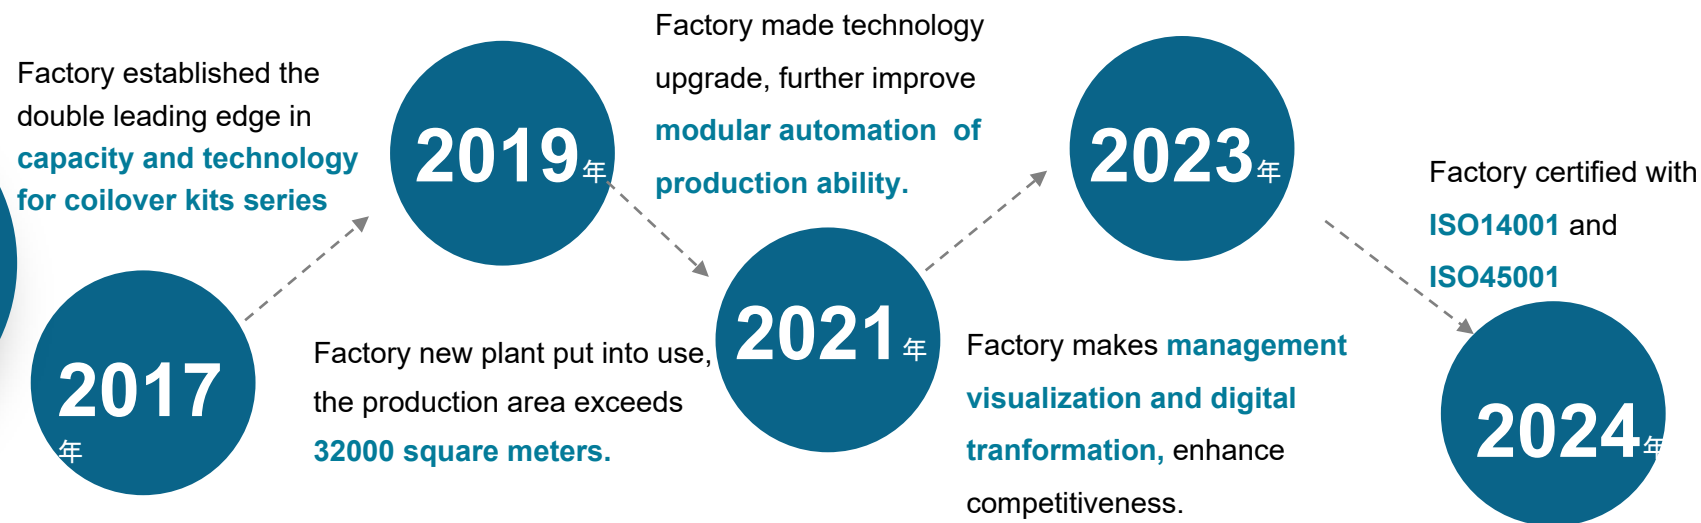 Factory established the
double leading edge in
capacity and technology
for coilover kits series
2017
年
2019年
Factory new plant put into use,
the production area exceeds
32000 square meters.
Factory made technology
upgrade, further improve
modular automation of
production ability.
2021年
2023年
Factory makes management
visualization and digital
tranformation, enhance
competitiveness.
Factory certified with
ISO14001 and
ISO45001
2024年